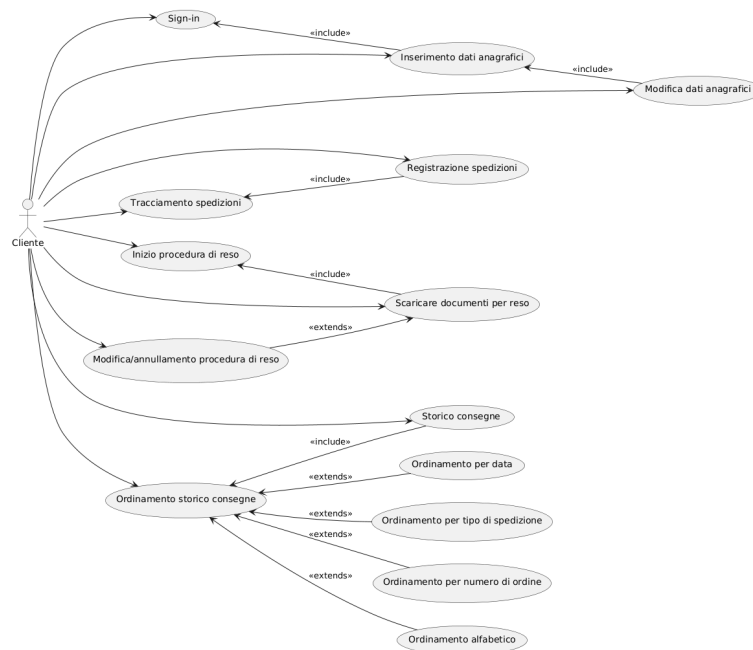 Sign-in
«include»
Inserimento dati anagrafici
«include»
Modifica dati anagrafici
Registrazione spedizioni
«include»
Tracciamento spedizioni
Cliente
Inizio procedura di reso
«include»
Scaricare documenti per reso
«extends»
Modifica/annullamento procedura di reso
Storico consegne
«include»
Ordinamento per data
«extends»
Ordinamento storico consegne
«extends»
Ordinamento per tipo di spedizione
«extends»
Ordinamento per numero di ordine
«extends»
Ordinamento alfabetico